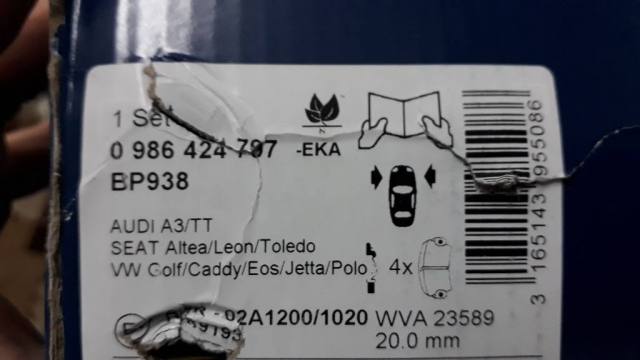 1 Set
0 986 424 797 -EKA
BP938
AUDI A3/TT
SEAT Altea/Leon/Toledo
VW Golf/Caddy/Eos/Jetta/Polo
4x
02A1200/1020 WVA 23589
20.0 mm
3 165143 955086